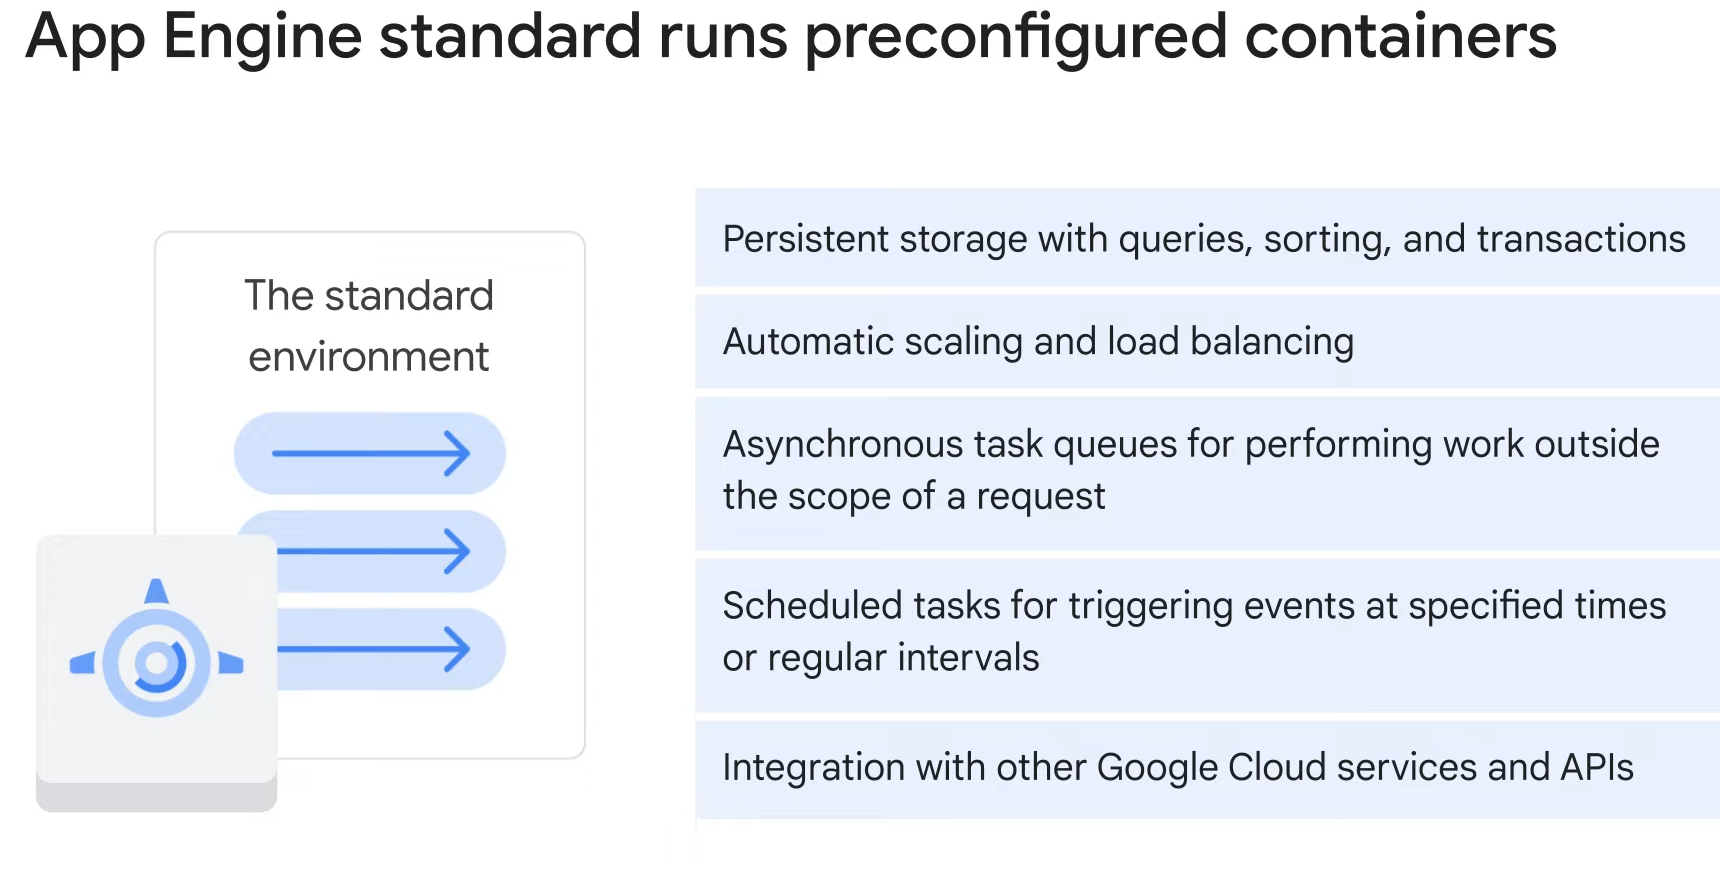 App Engine standard runs preconfigured containers
The standard
environment
Persistent storage with queries, sorting, and transactions
Automatic scaling and load balancing
Asynchronous task queues for performing work outside
the scope of a request
Scheduled tasks for triggering events at specified times
or regular intervals
Integration with other Google Cloud services and APIs